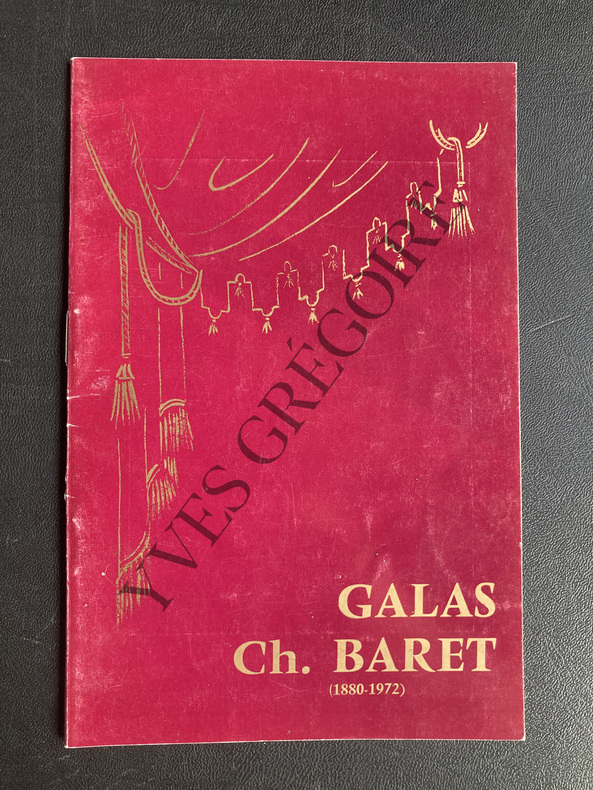 YVES GRÉGOIRE
GALAS
Ch. BARET
(1880-1972)